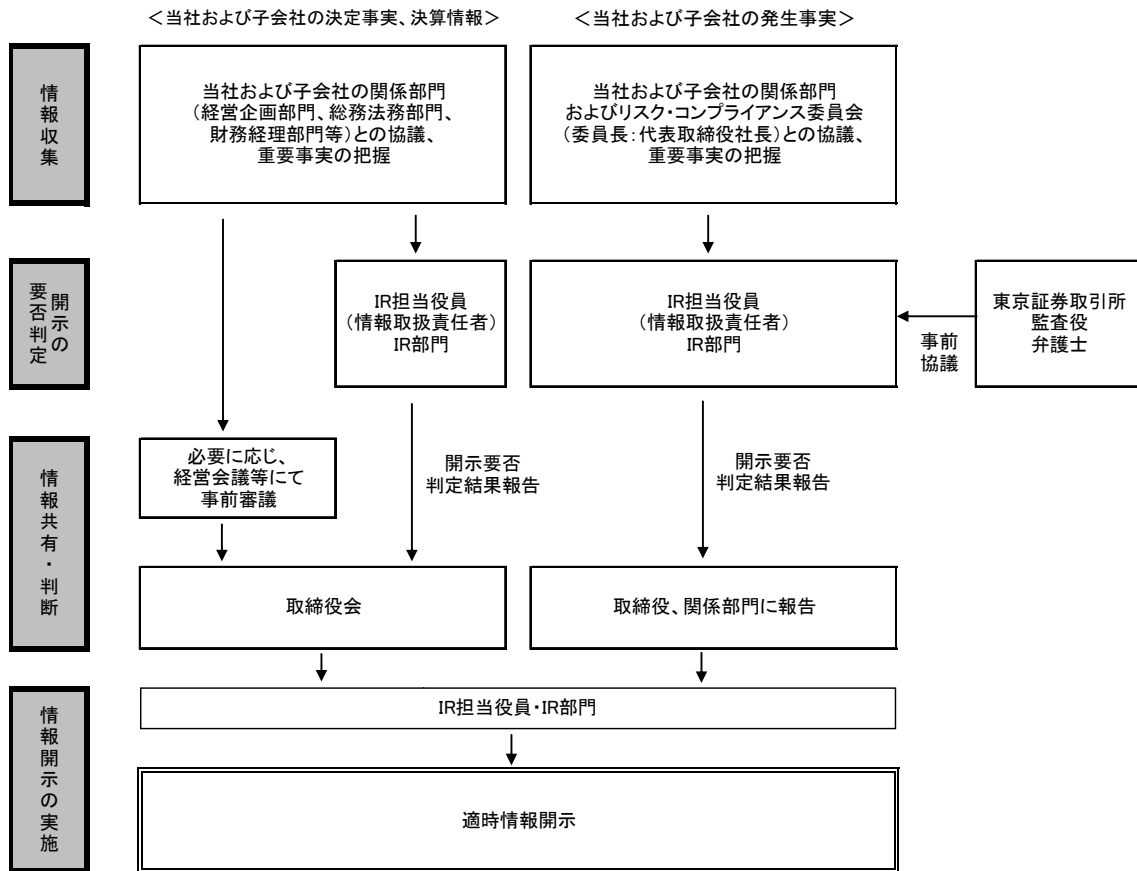 ＜当社および子会社の決定事実、決算情報＞
＜当社および子会社の発生事実＞
情報収集
当社および子会社の関係部門
（経営企画部門、総務法務部門、
財務経理部門等）との協議、
重要事実の把握
当社および子会社の関係部門
およびリスク・コンプライアンス委員会
（委員長：代表取締役社長）との協議、
重要事実の把握
開示の
要否判定
IR担当役員
（情報取扱責任者）
IR部門
IR担当役員
（情報取扱責任者）
IR部門
事前
協議
東京証券取引所
監査役
弁護士
情報共有・判断
必要に応じ、
経営会議等にて
事前審議
開示要否
判定結果報告
開示要否
判定結果報告
取締役会
取締役、関係部門に報告
情報開示の実施
IR担当役員・IR部門
適時情報開示